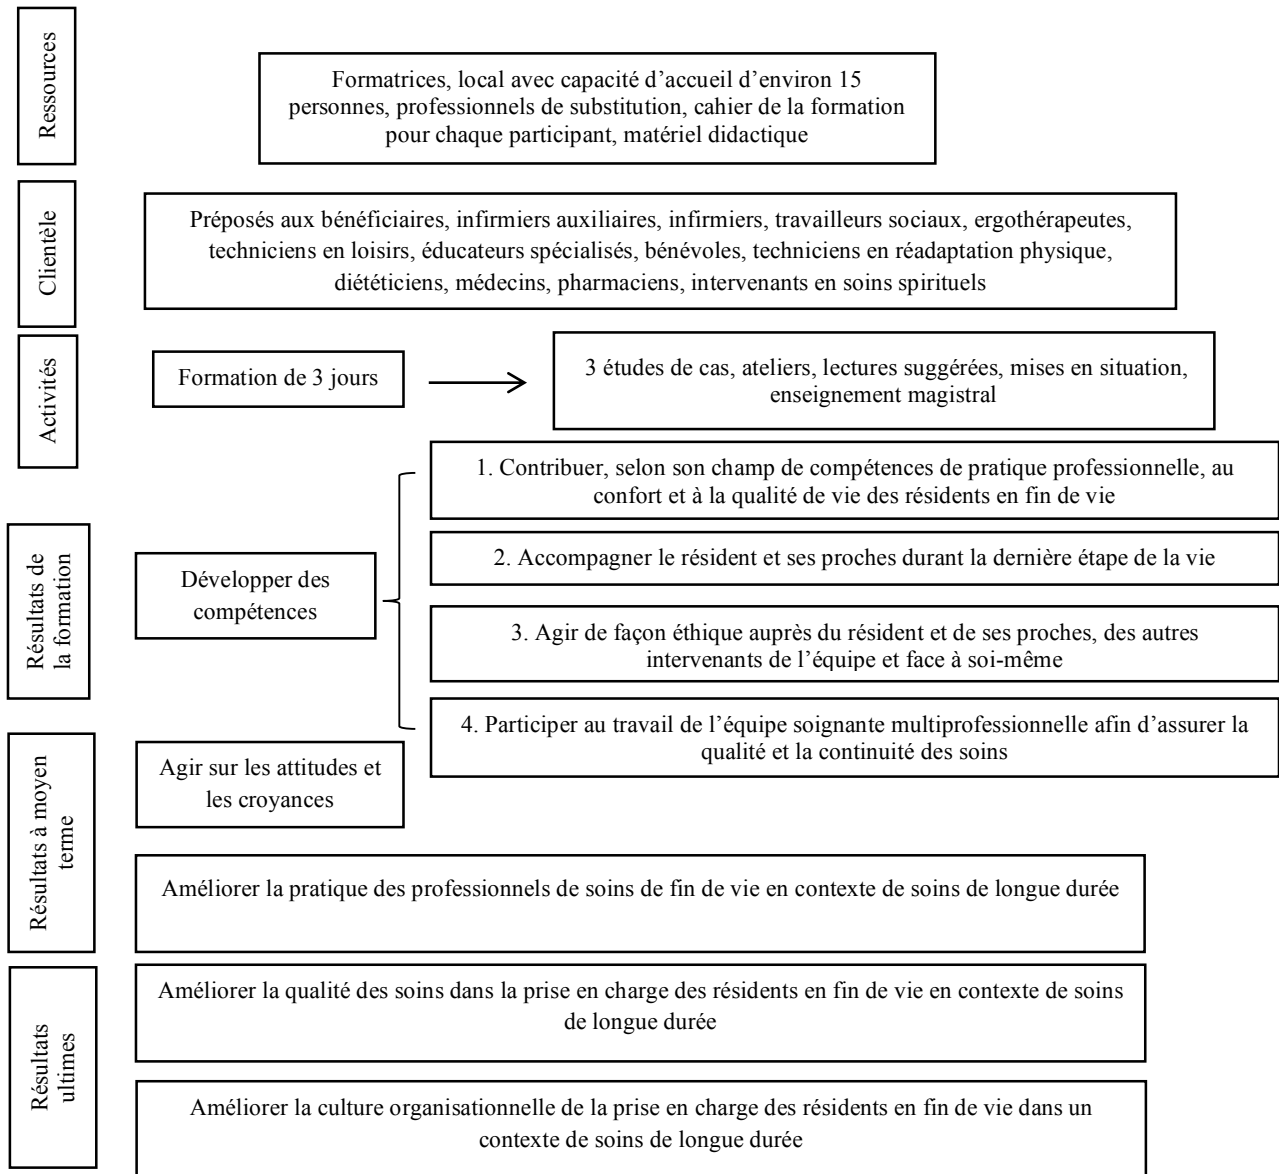 Ressources
Formatrices, local avec capacité d’accueil d’environ 15
personnes, professionnels de substitution, cahier de la formation
pour chaque participant, matériel didactique
Clientèle
Préposés aux bénéficiaires, infirmiers auxiliaires, infirmiers, travailleurs sociaux, ergothérapeutes,
techniciens en loisirs, éducateurs spécialisés, bénévoles, techniciens en réadaptation physique,
diététiciens, médecins, pharmaciens, intervenants en soins spirituels
Activités
Formation de 3 jours
3 études de cas, ateliers, lectures suggérées, mises en situation,
enseignement magistral
Résultats de
la formation
Développer des
compétences
1. Contribuer, selon son champ de compétences de pratique professionnelle, au
confort et à la qualité de vie des résidents en fin de vie
2. Accompagner le résident et ses proches durant la dernière étape de la vie
3. Agir de façon éthique auprès du résident et de ses proches, des autres
intervenants de l’équipe et face à soi-même
4. Participer au travail de l’équipe soignante multiprofessionnelle afin d’assurer la
qualité et la continuité des soins
Résultats à moyen
terme
Agir sur les attitudes et
les croyances
Améliorer la pratique des professionnels de soins de fin de vie en contexte de soins de longue durée
Résultats
ultimes
Améliorer la qualité des soins dans la prise en charge des résidents en fin de vie en contexte de soins
de longue durée
Améliorer la culture organisationnelle de la prise en charge des résidents en fin de vie dans un
contexte de soins de longue durée